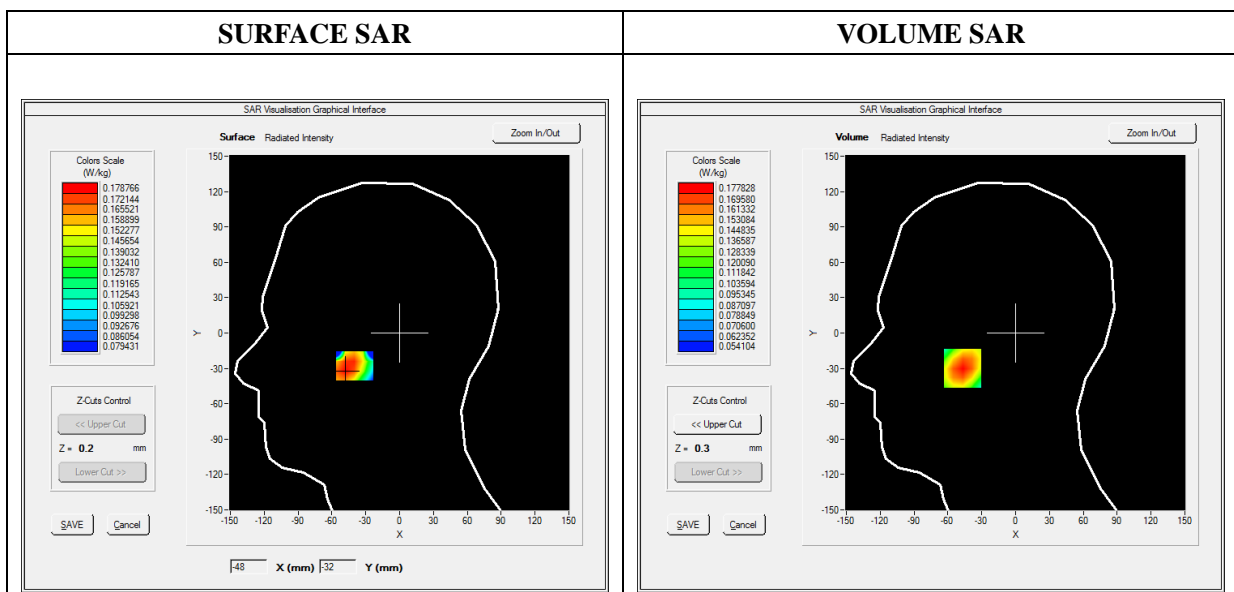 SURFACE SAR
VOLUME SAR
SAR Visualisation Graphical Interface
Surface Radiated Intensity
Zoom In/Out
Colors Scale
(W/kg)
0.178766
0.172144
0.165521
0.158899
0.152277
0.145654
0.139032
0.132410
0.125787
0.119165
0.112543
0.105921
0.099298
0.092676
0.086054
0.079431
Z-Cuts Control
<< Upper Cut
Z = 0.2 mm
Lower Cut >>
SAVE Cancel
150
120
90
60
30
0
-30
-60
-90
-120
-150
Y
-150 -120 -90 -60 -30 0 30 60 90 120 150
X
-48 X (mm) -32 Y (mm)
SAR Visualisation Graphical Interface
Volume Radiated Intensity
Zoom In/Out
Colors Scale
(W/kg)
0.177828
0.169580
0.161332
0.153084
0.144835
0.136587
0.128339
0.120090
0.111842
0.103594
0.095345
0.087097
0.078849
0.070600
0.062352
0.054104
Z-Cuts Control
<< Upper Cut
Z = 0.3 mm
Lower Cut >>
SAVE Cancel
150
120
90
60
30
0
-30
-60
-90
-120
-150
Y
-150 -120 -90 -60 -30 0 30 60 90 120 150
X